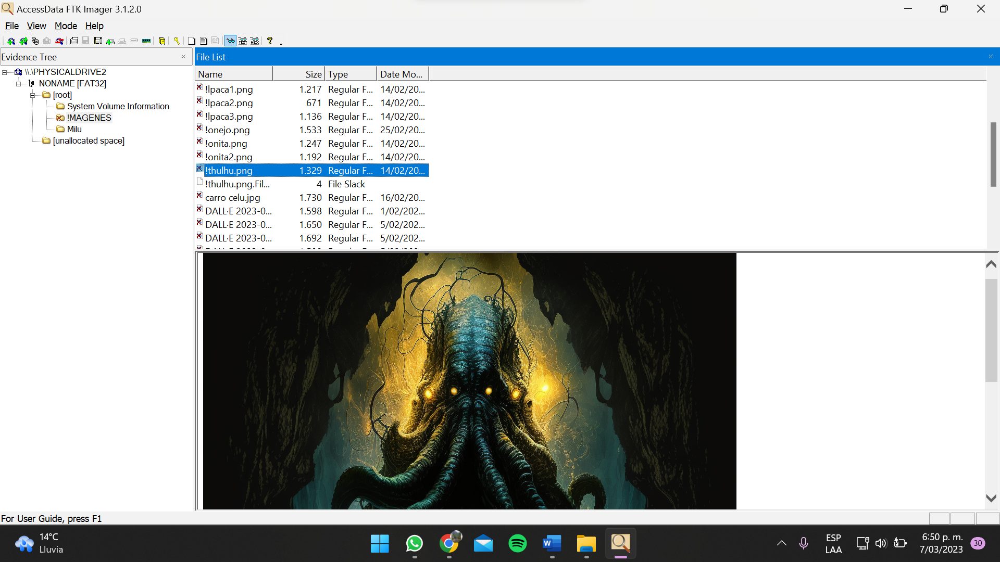 AccessData FTK Imager 3.1.2.0
File View Mode Help
TEXT HEX
Evidence Tree
\\.\PHYSICALDRIVE2
NONAME [FAT32]
[root]
System Volume Information
!MAGENES
Milu
[unallocated space]
File List
Name Size Type Date Mo...
!lpaca1.png 1.217 Regular F... 14/02/20...
!lpaca2.png 671 Regular F... 14/02/20...
!lpaca3.png 1.136 Regular F... 14/02/20...
!onejo.png 1.533 Regular F... 25/02/20...
!onita.png 1.247 Regular F... 14/02/20...
!onita2.png 1.192 Regular F... 14/02/20...
!thulhu.png 1.329 Regular F... 14/02/20...
!thulhu.png.Fil... 4 File Slack
carro celu.jpg 1.730 Regular F... 16/02/20...
DALL·E 2023-0... 1.598 Regular F... 1/02/202...
DALL·E 2023-0... 1.650 Regular F... 5/02/202...
DALL·E 2023-0... 1.692 Regular F... 5/02/202...
For User Guide, press F1
14°C
Lluvia
W
ESP
LAA
6:50 p. m.
7/03/2023
30